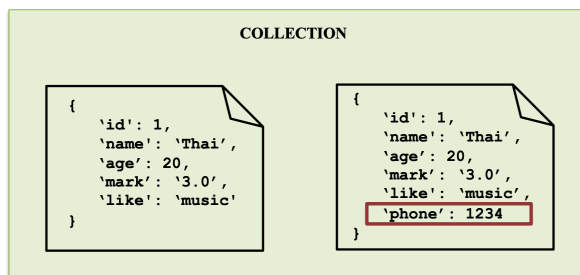 COLLECTION
{
‘id': 1,
‘name': ‘Thai’,
‘age’: 20,
‘mark’: ‘3.0’,
‘like': ‘music'
}
{
‘id': 1,
‘name': ‘Thai’,
‘age’: 20,
‘mark’: ‘3.0’,
‘like': ‘music’,
‘phone’: 1234
}